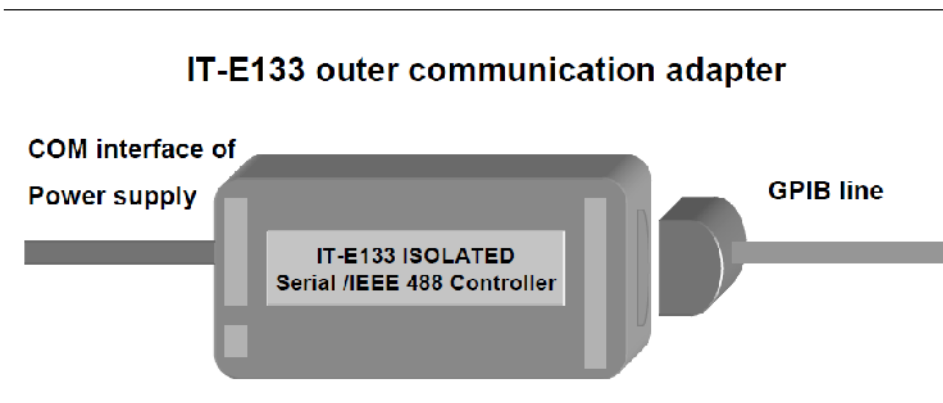 IT-E133 outer communication adapter
COM interface of
Power supply
GPIB line
IT-E133 ISOLATED
Serial /IEEE 488 Controller